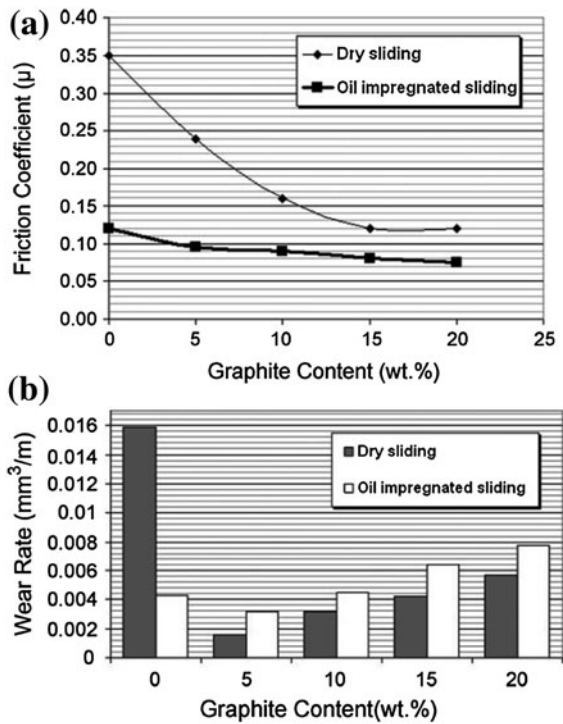 (a)
0.40
0.35
0.30
0.25
0.20
0.15
0.10
0.05
0.00
Friction Coefficient (μ)
Dry sliding
Oil impregnated sliding
0 5 10 15 20 25
Graphite Content (wt.%)
(b)
0.016
0.014
0.012
0.01
0.008
0.006
0.004
0.002
0
Wear Rate (mm³/m)
Dry sliding
Oil impregnated sliding
0 5 10 15 20
Graphite Content(wt.%)